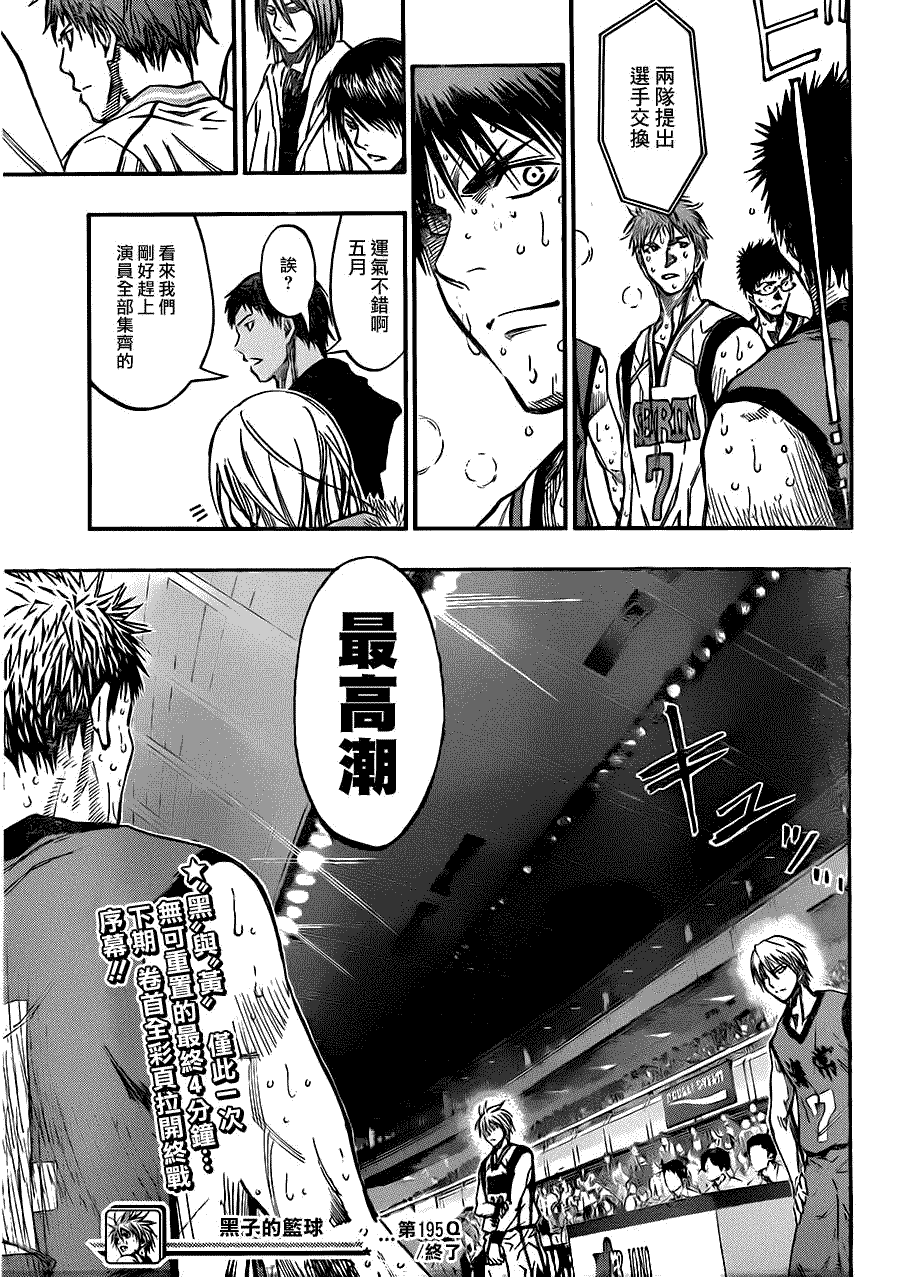 ピ
兩隊提出
選手交換
SEIRIN
7
運氣不錯啊
五月
誒?
看來我們
剛好趕上
演員全部集齊的
最高潮
キュッ
7
☆〝黑〞與〝黃〞 僅此一次
無可重置的最終4分鐘…
下期 卷首全彩頁拉開終戰
序幕!!
黑子的籃球
…第195Q
/終了